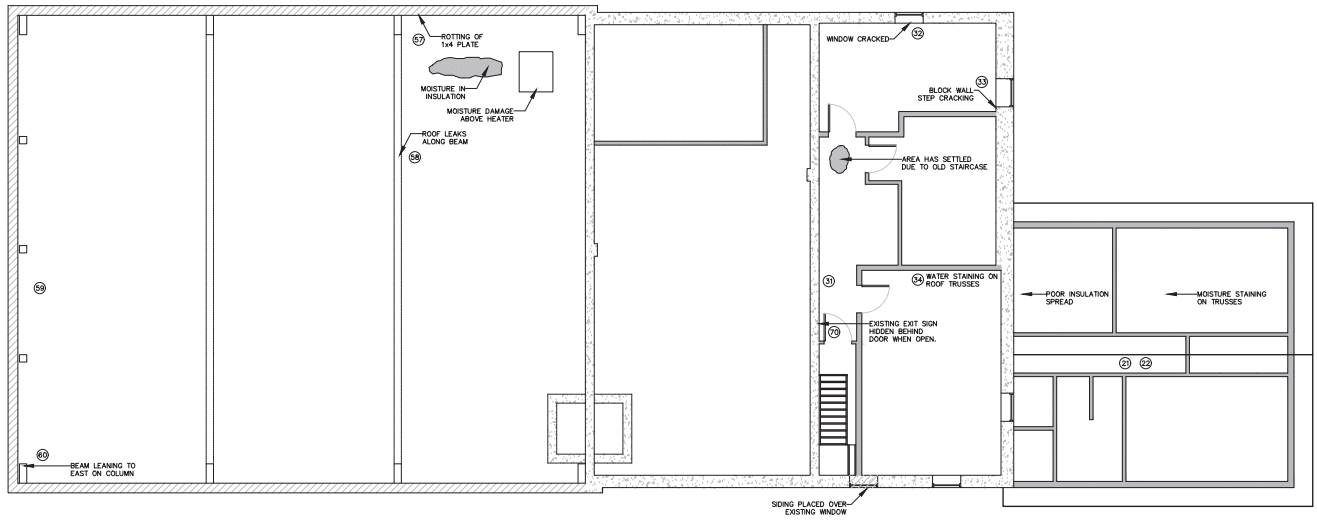 57
ROTTING OF
1x4 PLATE
MOISTURE IN
INSULATION
MOISTURE DAMAGE
ABOVE HEATER
ROOF LEAKS
ALONG BEAM
58
59
60
BEAM LEANING TO
EAST ON COLUMN
WINDOW CRACKED
32
33
BLOCK WALL
STEP CRACKING
AREA HAS SETTLED
DUE TO OLD STAIRCASE
31
34
WATER STAINING ON
ROOF TRUSSES
70
EXISTING EXIT SIGN
HIDDEN BEHIND
DOOR WHEN OPEN.
SIDING PLACED OVER
EXISTING WINDOW
POOR INSULATION
SPREAD
MOISTURE STAINING
ON TRUSSES
21 22